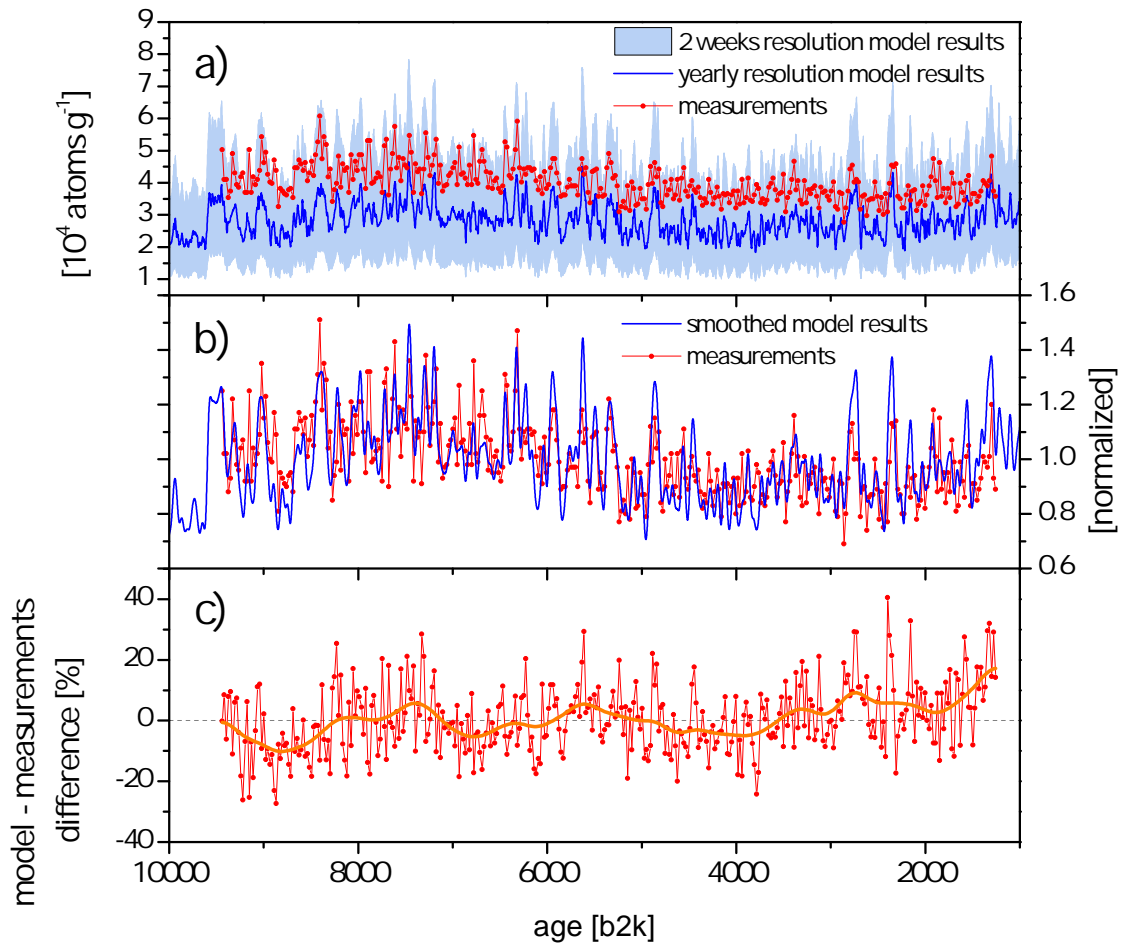 9
8
7
6
5
4
3
2
1
[10⁴ atoms g⁻¹]
a)
2 weeks resolution model results
yearly resolution model results
measurements
b)
smoothed model results
measurements
1.6
1.4
1.2
1.0
0.8
0.6
[normalized]
c)
40
20
0
-20
-40
model - measurements
difference [%]
10000 8000 6000 4000 2000
age [b2k]